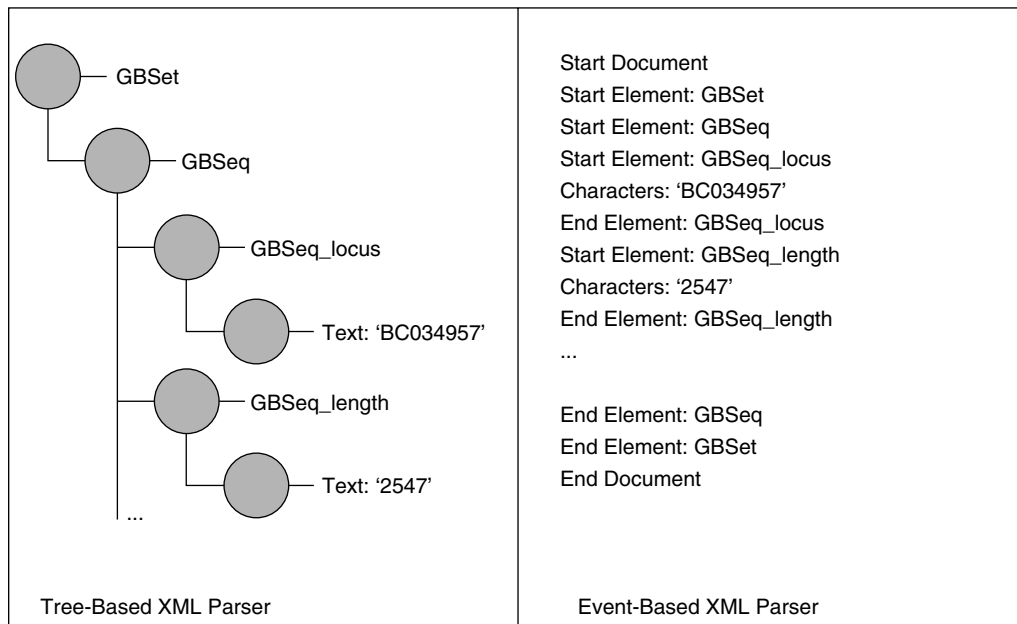 GBSet
GBSeq
GBSeq_locus
Text: ‘BC034957’
GBSeq_length
Text: ‘2547’
...
Tree-Based XML Parser
Start Document
Start Element: GBSet
Start Element: GBSeq
Start Element: GBSeq_locus
Characters: ‘BC034957’
End Element: GBSeq_locus
Start Element: GBSeq_length
Characters: ‘2547’
End Element: GBSeq_length
...
End Element: GBSeq
End Element: GBSet
End Document
Event-Based XML Parser